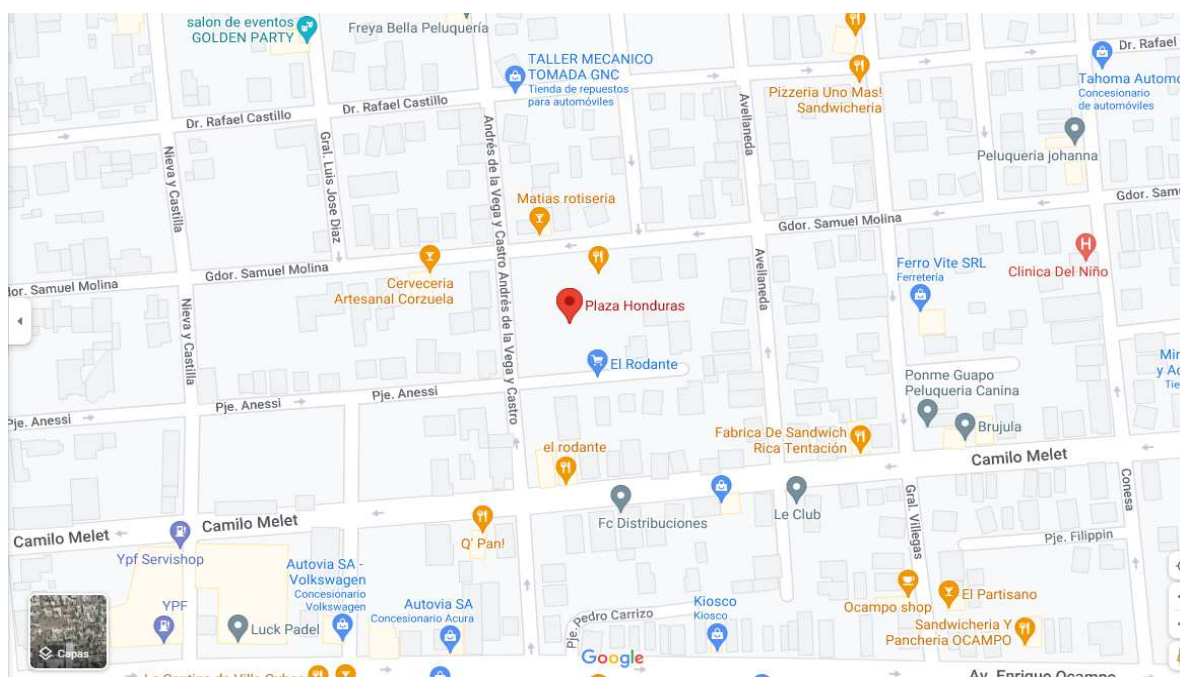 salon de eventos
GOLDEN PARTY
Freya Bella Peluquería
TALLER MECANICO
TOMADA GNC
Tienda de repuestos
para automóviles
Dr. Rafael
Tahoma Automo
Concesionario
de automóviles
Pizzeria Uno Mas!
Sandwicheria
Dr. Rafael Castillo
Dr. Rafael Castillo
Avellaneda
Peluqueria johanna
Nieva y Castilla
Gral. Luis Jose Diaz
Andrés de la Vega y Castro
Andrés de la Vega y Castro
Matias rotiseria
Gdor. Samuel Molina
Gdor. Sam
Gdor. Samuel Molina
dor. Samuel Molina
Cerveceria
Artesanal Corzuela
Avellaneda
Ferro Vite SRL
Ferretería
Clinica Del Niño
Plaza Honduras
Nieva y Castilla
El Rodante
Pje. Anessi
Pje. Anessi
Pje. Anessi
Ponme Guapo
Peluqueria Canina
Mir
y Ac
Tie
Brujula
Fabrica De Sandwich
Rica Tentación
el rodante
Camilo Melet
Conesa
Gral. Villegas
Fc Distribuciones
Le Club
Camilo Melet
Camilo Melet
Q' Pan!
Pje. Filippin
Ypf Servishop
Autovia SA -
Volkswagen
Concesionario
Volkswagen
YPF
Luck Padel
Autovia SA
Concesionario Acura
Pje. Pedro Carrizo
Kiosco
Kiosco
Ocampo shop
El Partisano
Sandwicheria Y
Pancheria OCAMPO
Capas
Google
Av. Enrique Ocampo